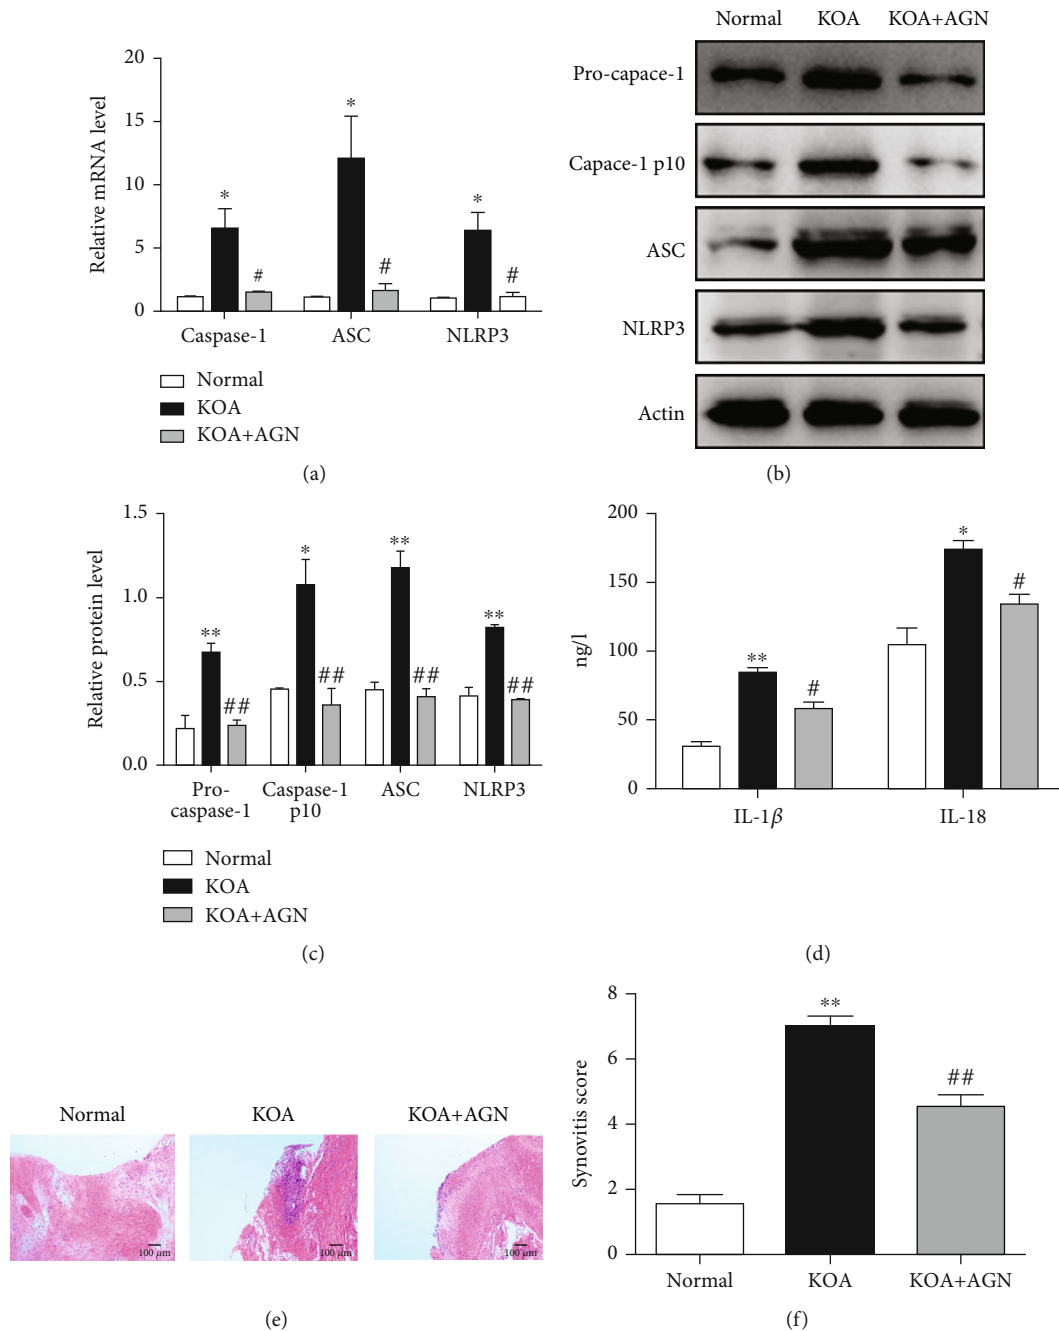 20
15
10
5
0
Relative mRNA level
*
#
*
#
*
#
Caspase-1 ASC NLRP3
Normal
KOA
KOA+AGN
(a)
Normal KOA KOA+AGN
Pro-capace-1
Capace-1 p10
ASC
NLRP3
Actin
(b)
1.5
1.0
0.5
0.0
Relative protein level
**
##
*
##
**
##
**
##
Pro-
caspase-1
Caspase-1
p10
ASC
NLRP3
Normal
KOA
KOA+AGN
(c)
200
150
100
50
0
ng/l
**
#
*
#
IL-1β IL-18
(d)
Normal KOA KOA+AGN
100 μm
100 μm
100 μm
(e)
8
6
4
2
0
Synovitis score
**
##
Normal KOA KOA+AGN
(f)